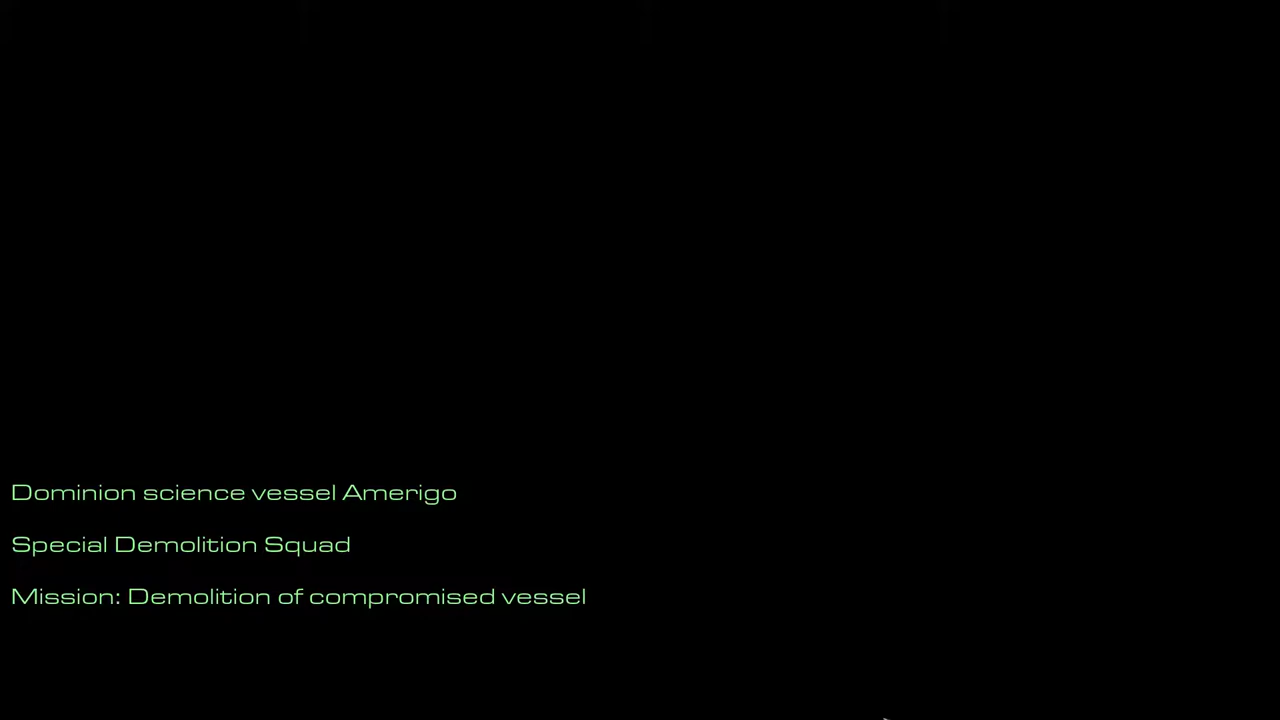 Dominion science vessel Amerigo
Special Demolition Squad
Mission: Demolition of compromised vessel